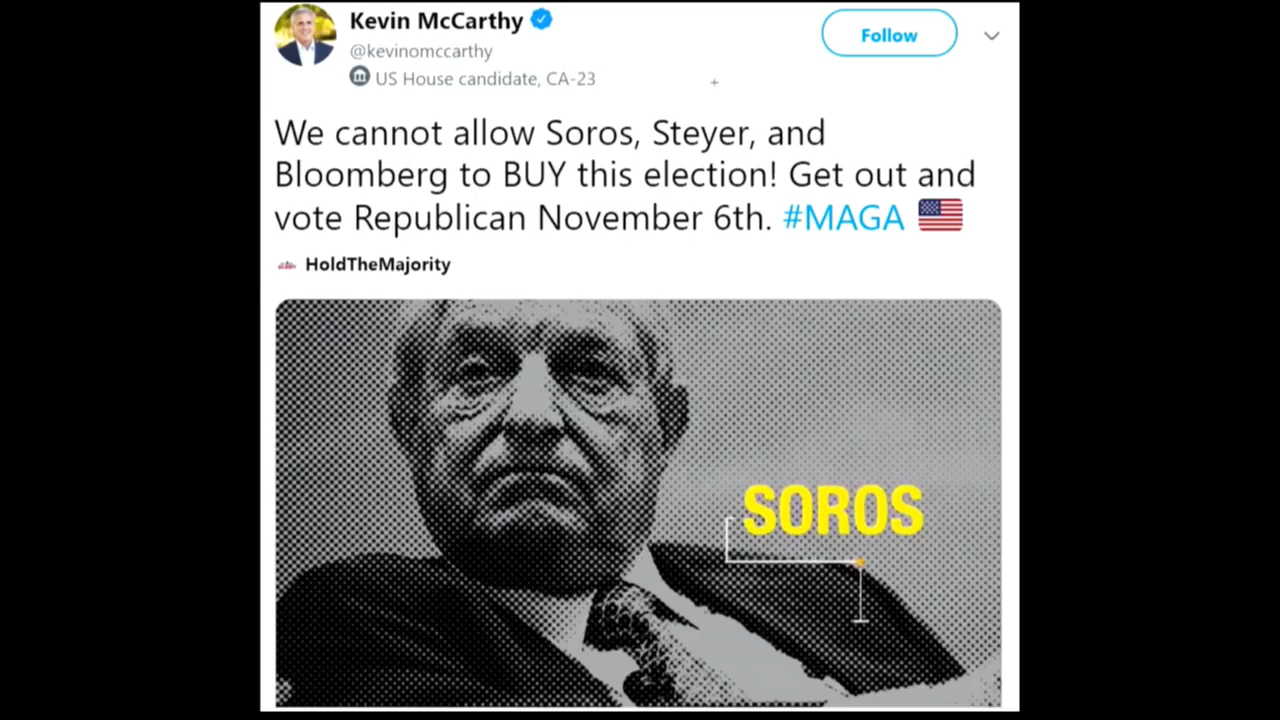 Kevin McCarthy
Follow
@kevinomccarthy
US House candidate, CA-23
We cannot allow Soros, Steyer, and
Bloomberg to BUY this election! Get out and
vote Republican November 6th. #MAGA 🇺🇸
HoldTheMajority
SOROS